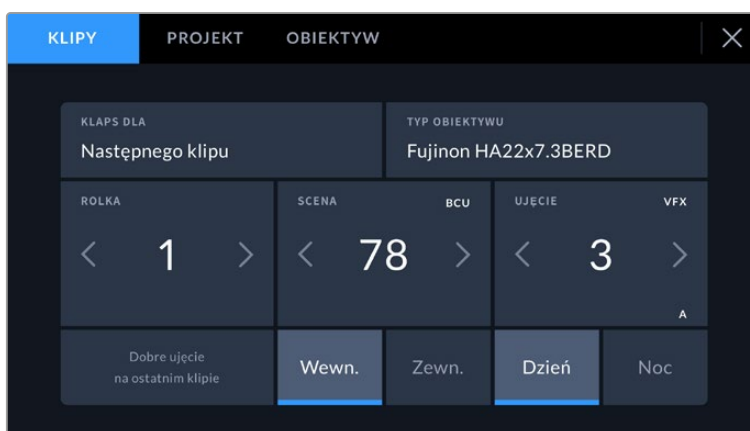 KLIPY PROJEKT OBIEKTYW
KLAPS DLA TYP OBIEKTYWU
Następnego klipu Fujinon HA22x7.3BERD
ROLKA SCENA BCU UJĘCIE VFX
1 78 3
A
Dobre ujęcie
na ostatnim klipie
Wewn. Zewn. Dzień Noc